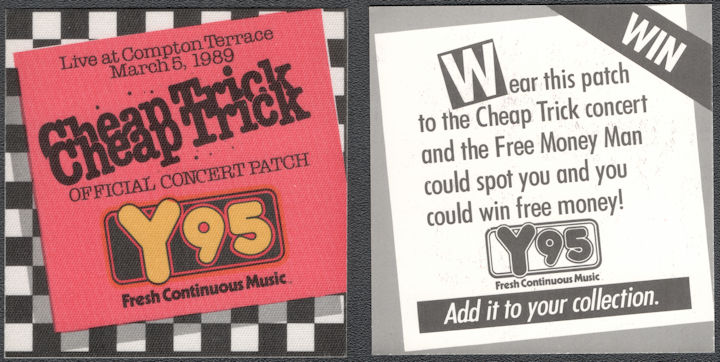 Live at Compton Terrace
March 5, 1989
Cheap Trick
Cheap Trick
OFFICIAL CONCERT PATCH
Y95
Fresh Continuous Music
WIN
Wear this patch
to the Cheap Trick concert
and the Free Money Man
could spot you and you
could win free money!
Y95
Fresh Continuous Music
Add it to your collection.